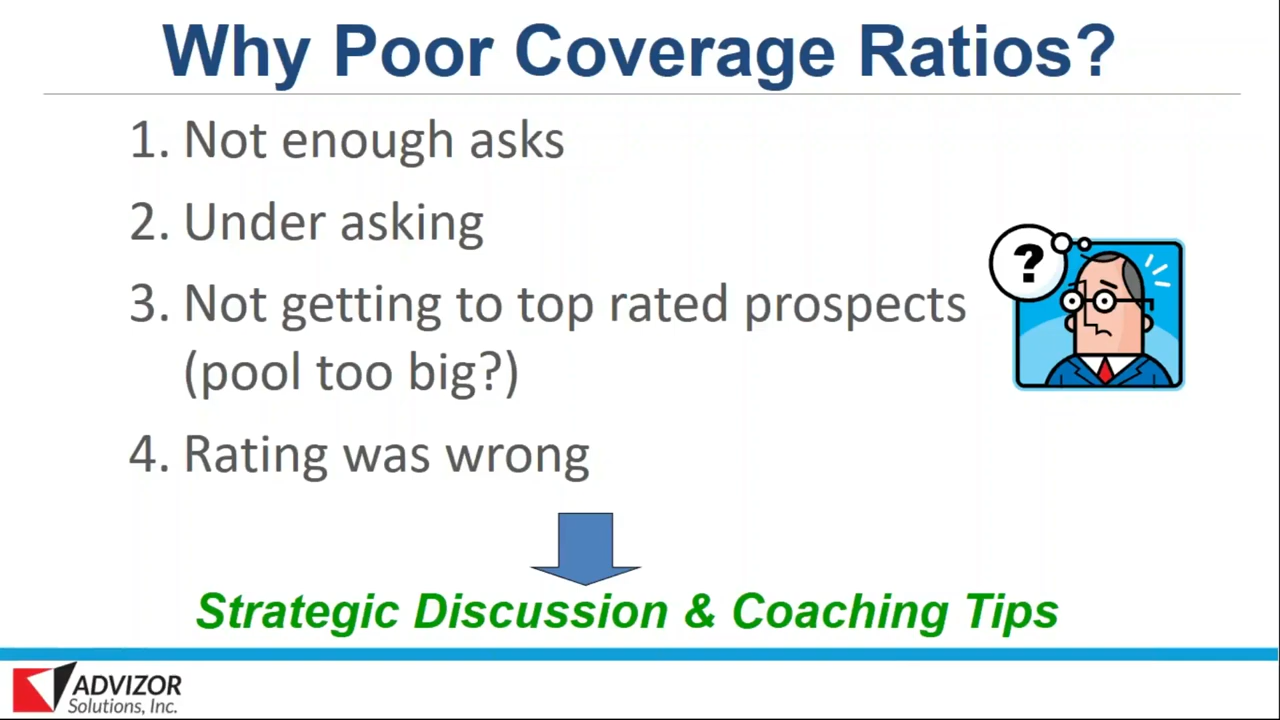 Why Poor Coverage Ratios?
1. Not enough asks
2. Under asking
3. Not getting to top rated prospects
(pool too big?)
?
4. Rating was wrong
Strategic Discussion & Coaching Tips
ADVIZOR
Solutions, Inc.